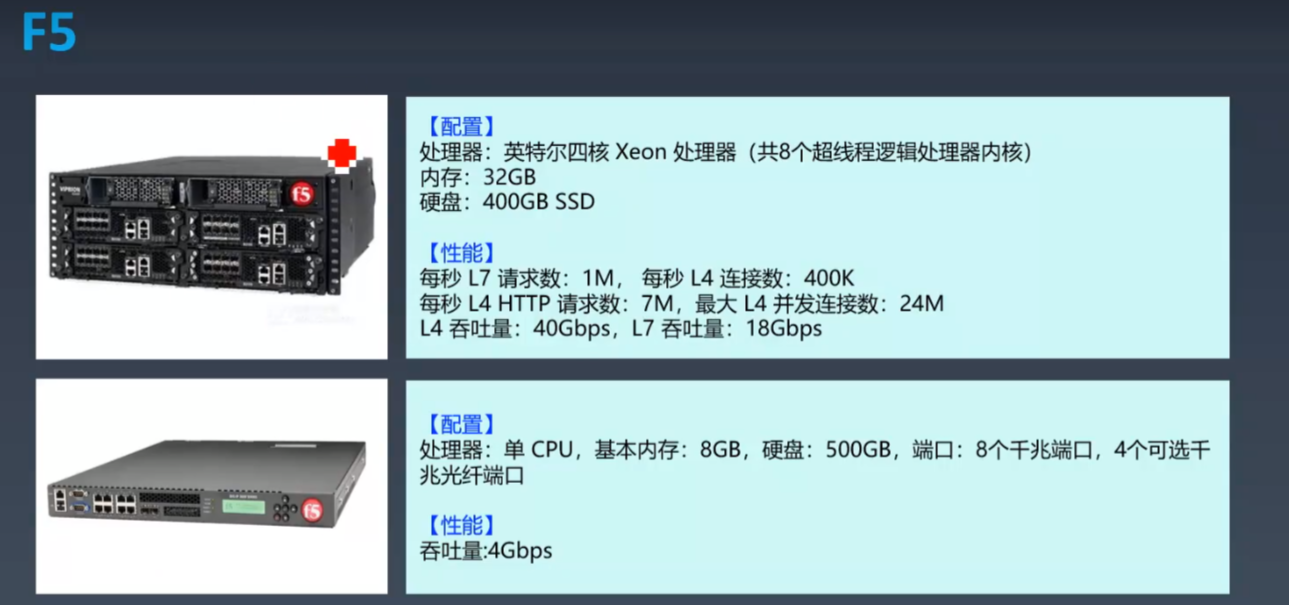 F5
VIPRION
f5
【配置】
处理器：英特尔四核 Xeon 处理器（共8个超线程逻辑处理器内核）
内存：32GB
硬盘：400GB SSD
【性能】
每秒 L7 请求数：1M， 每秒 L4 连接数：400K
每秒 L4 HTTP 请求数：7M，最大 L4 并发连接数：24M
L4 吞吐量：40Gbps，L7 吞吐量：18Gbps
f5
【配置】
处理器：单 CPU，基本内存：8GB，硬盘：500GB，端口：8个千兆端口，4个可选千
兆光纤端口
【性能】
吞吐量:4Gbps